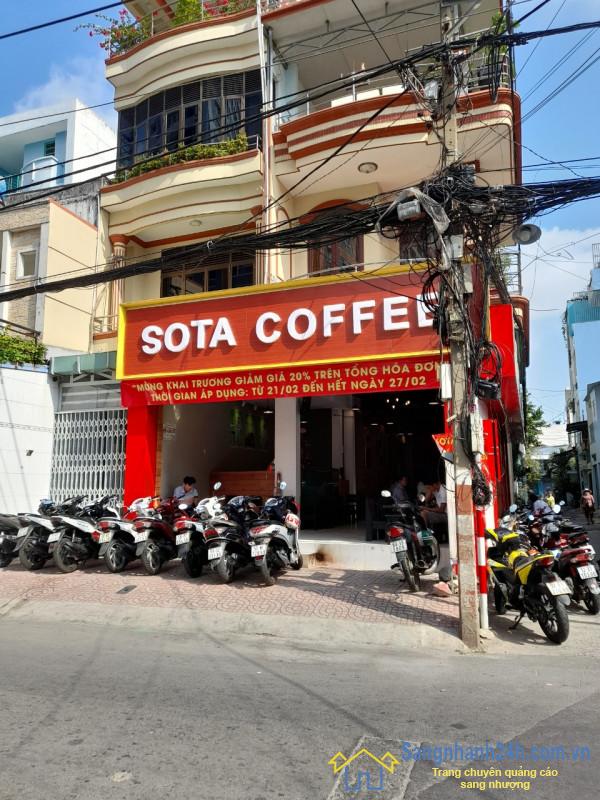 SOTA COFFEE
MỪNG KHAI TRƯƠNG GIẢM GIÁ 20% TRÊN TỔNG HÓA ĐƠN
THỜI GIAN ÁP DỤNG: TỪ 21/02 ĐẾN HẾT NGÀY 27/02
SOTA
Sangnhanh24h.com.vn
Trang chuyên quảng cáo
sang nhượng